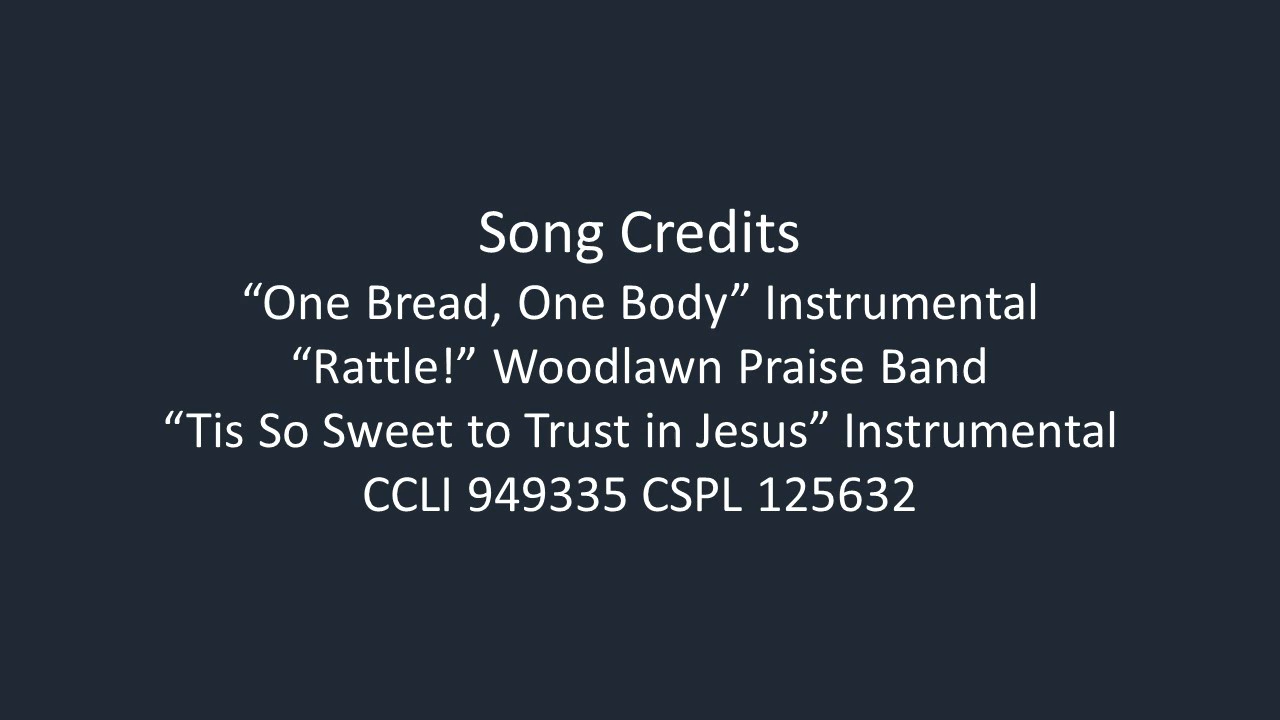 Song Credits
“One Bread, One Body” Instrumental
“Rattle!” Woodlawn Praise Band
“Tis So Sweet to Trust in Jesus” Instrumental
CCLI 949335 CSPL 125632